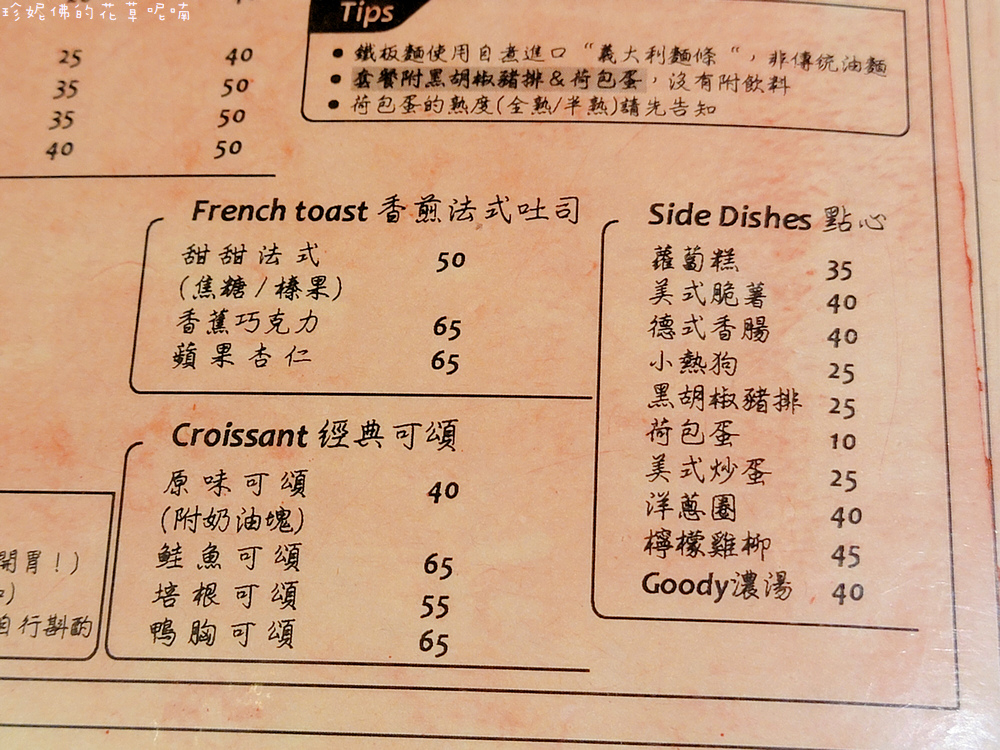 珍妮佛的花草呢喃
Tips
鐵板麵使用自煮進口“義大利麵條“，非傳統油麵
套餐附黑胡椒豬排＆荷包蛋，沒有附飲料
荷包蛋的熟度(全熟/半熟)請先告知
25 40
35 50
35 50
40 50
French toast 香煎法式吐司
甜甜法式 50
(焦糖/榛果)
香蕉巧克力 65
蘋果杏仁 65
Croissant 經典可頌
原味可頌 40
(附奶油塊)
鮭魚可頌 65
培根可頌 55
鴨胸可頌 65
Side Dishes 點心
蘿蔔糕 35
美式脆薯 40
德式香腸 40
小熱狗 25
黑胡椒豬排 25
荷包蛋 10
美式炒蛋 25
洋蔥圈 40
檸檬雞柳 45
Goody濃湯 40
開胃！)
自行斟酌